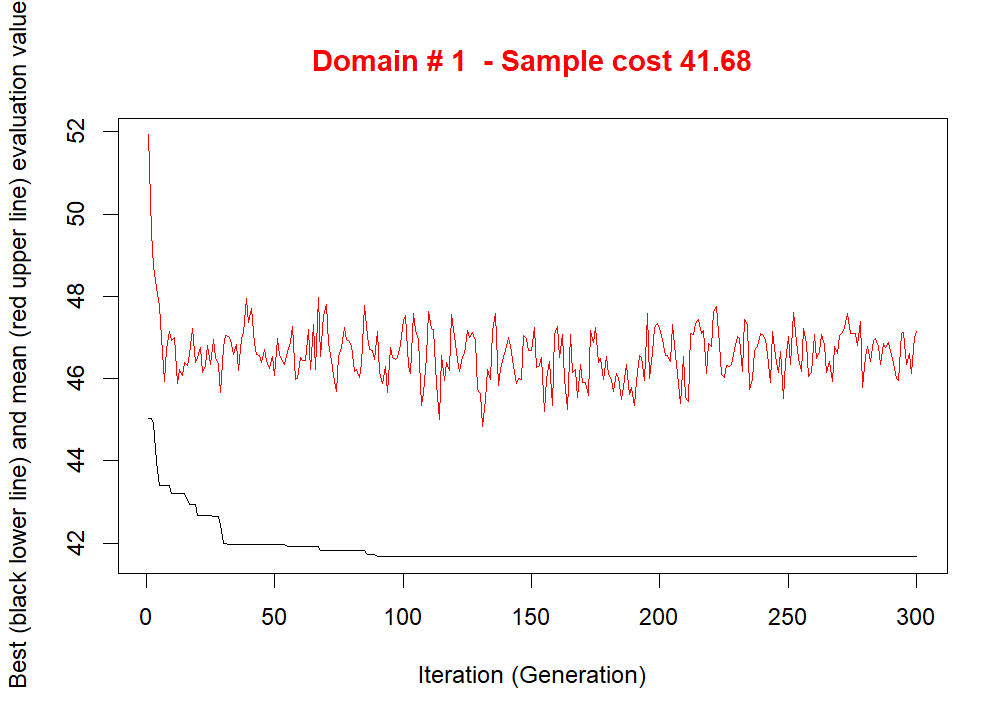 Domain # 1  - Sample cost 41.68
Best (black lower line) and mean (red upper line) evaluation value
52
50
48
46
44
42
0 50 100 150 200 250 300
Iteration (Generation)